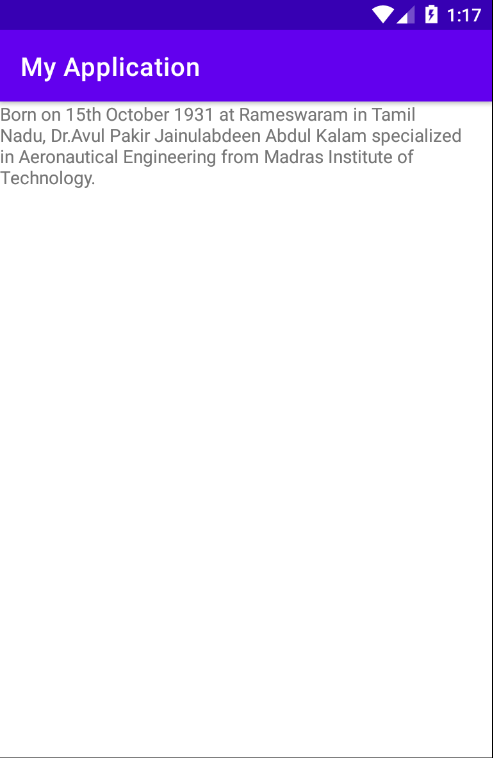 1:17
My Application
Born on 15th October 1931 at Rameswaram in Tamil
Nadu, Dr.Avul Pakir Jainulabdeen Abdul Kalam specialized
in Aeronautical Engineering from Madras Institute of
Technology.